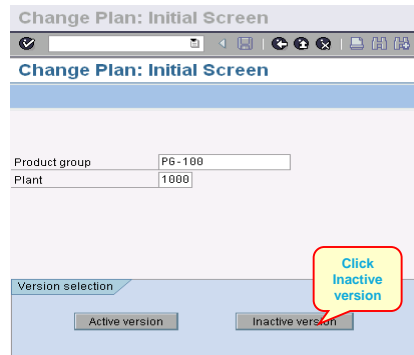 Change Plan: Initial Screen
Change Plan: Initial Screen
Product group PG-100
Plant 1000
Click
Inactive
version
Version selection
Active version Inactive version